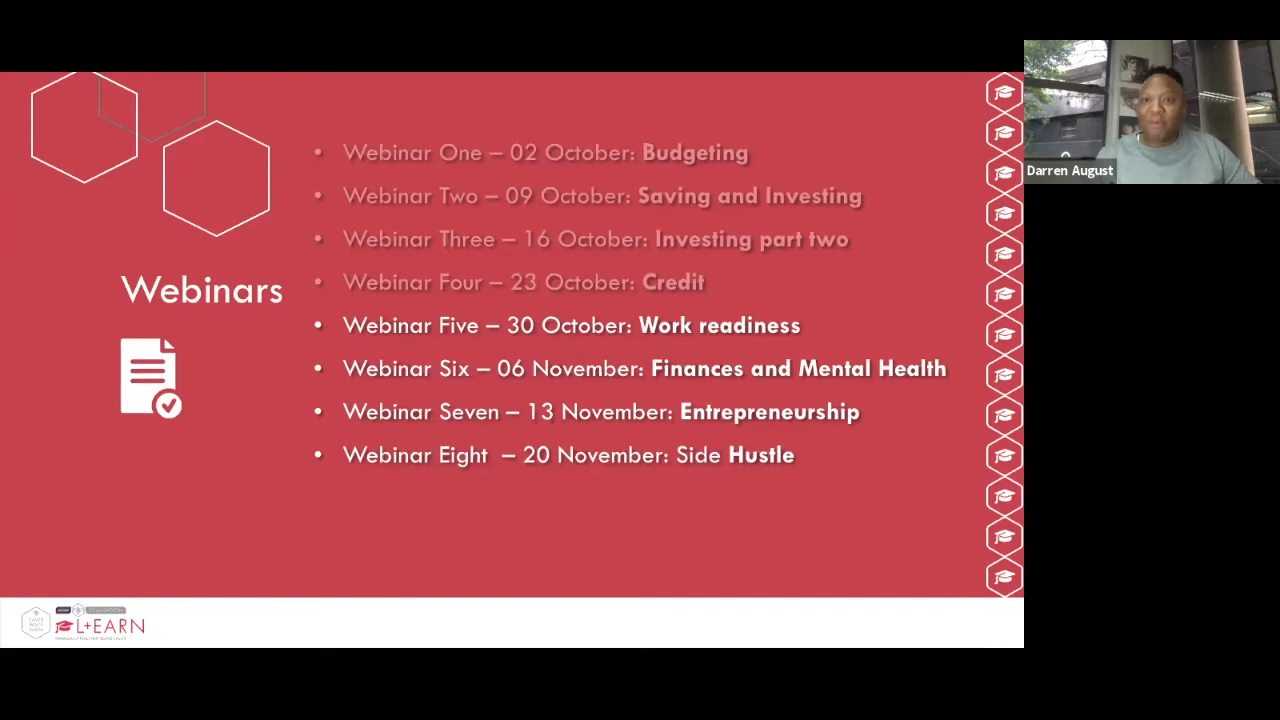 Webinar One – 02 October: Budgeting
Webinar Two – 09 October: Saving and Investing
Webinar Three – 16 October: Investing part two
Webinars
Webinar Four – 23 October: Credit
Webinar Five – 30 October: Work readiness
Webinar Six – 06 November: Finances and Mental Health
Webinar Seven – 13 November: Entrepreneurship
Webinar Eight – 20 November: Side Hustle
Darren August
L+EARN